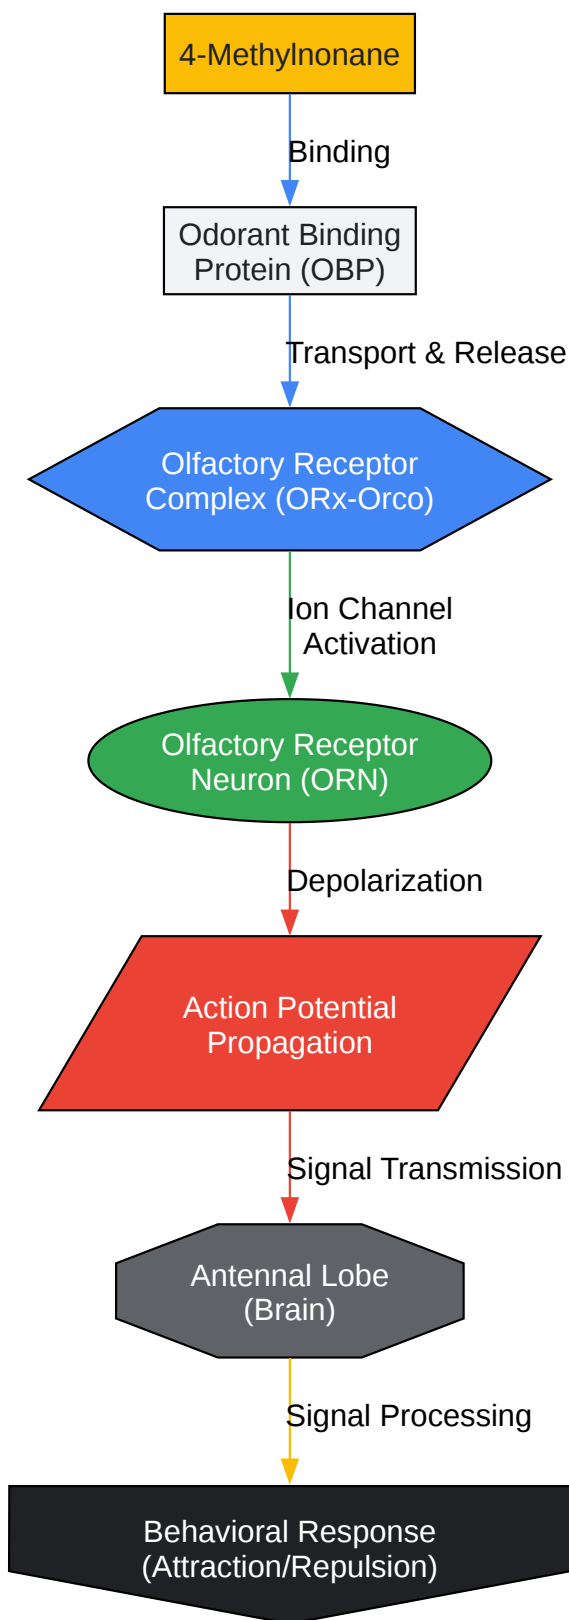 4-Methylnonane
Binding
Odorant Binding
Protein (OBP)
Transport & Release
Olfactory Receptor
Complex (ORx-Orco)
Ion Channel
Activation
Olfactory Receptor
Neuron (ORN)
Depolarization
Action Potential
Propagation
Signal Transmission
Antennal Lobe
(Brain)
Signal Processing
Behavioral Response
(Attraction/Repulsion)